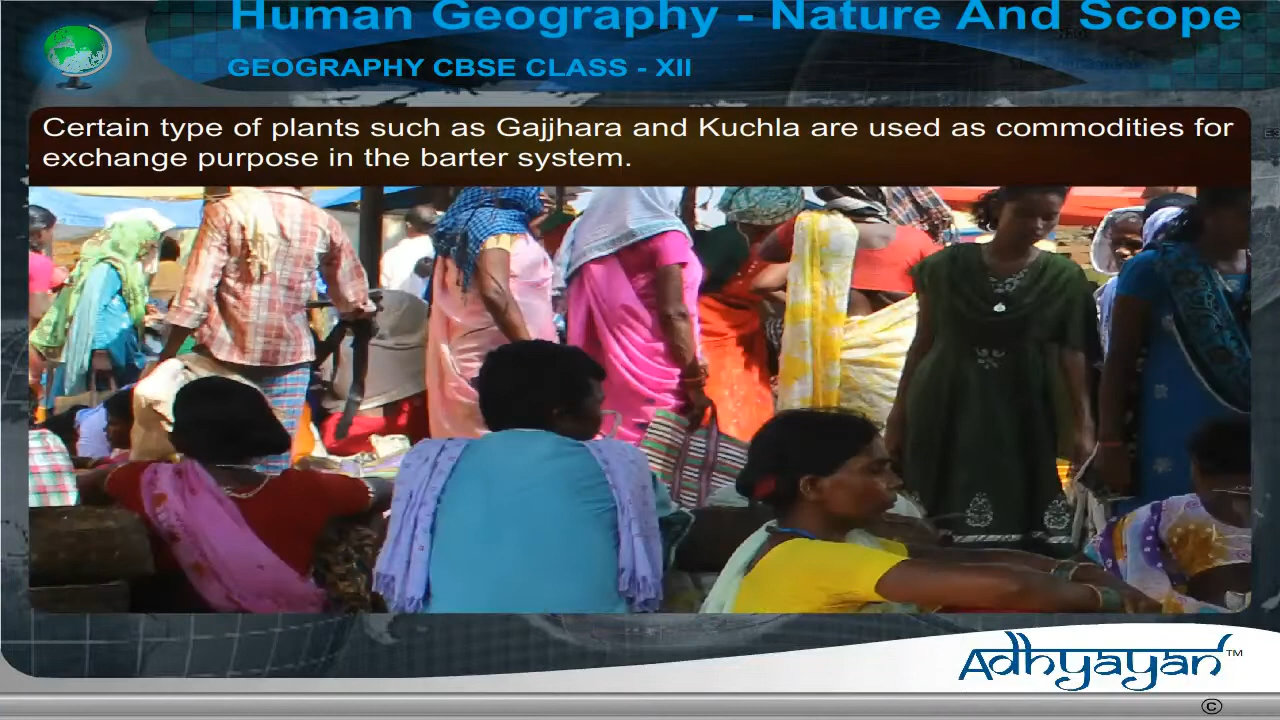 Human Geography - Nature And Scope
GEOGRAPHY CBSE CLASS - XII
Certain type of plants such as Gajjhara and Kuchla are used as commodities for
exchange purpose in the barter system.
Adhyayan™
©